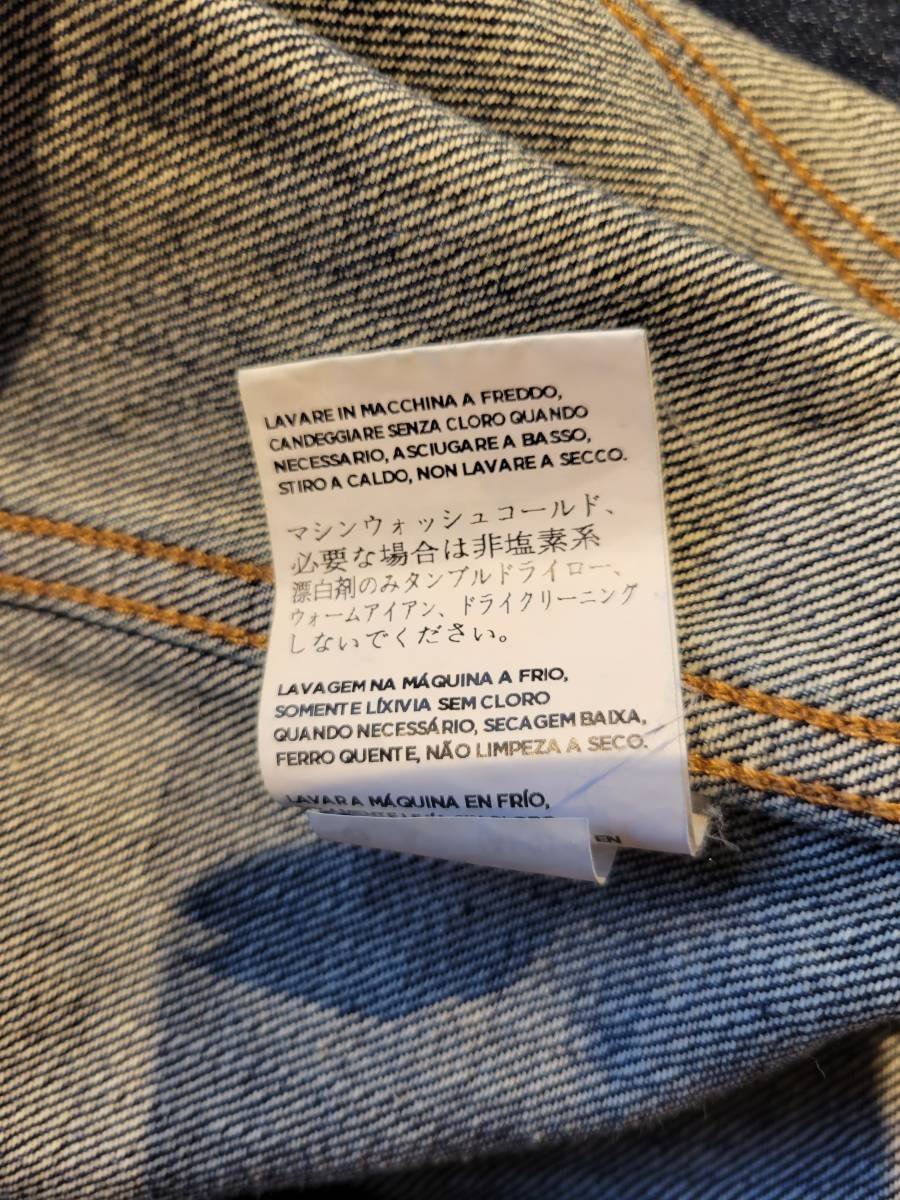 LAVARE IN MACCHINA A FREDDO,
CANDEGGIARE SENZA CLORO QUANDO
NECESSARIO, ASCIUGARE A BASSO,
STIRO A CALDO, NON LAVARE A SECCO.
マシンウォッシュコールド、
必要な場合は非塩素系
漂白剤のみタンブルドライロー、
ウォームアイアン、ドライクリーニング
しないでください。
LAVAGEM NA MÁQUINA A FRIO,
SOMENTE LÍXIVIA SEM CLORO
QUANDO NECESSÁRIO, SECAGEM BAIXA,
FERRO QUENTE, NÃO LIMPEZA A SECO.
LAVAR A MÁQUINA EN FRÍO,
EN